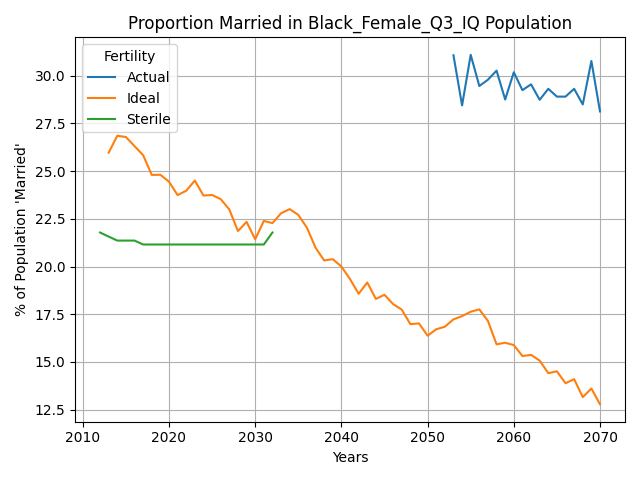 Proportion Married in Black_Female_Q3_IQ Population
% of Population 'Married'
30.0
27.5
25.0
22.5
20.0
17.5
15.0
12.5
Fertility
Actual
Ideal
Sterile
2010 2020 2030 2040 2050 2060 2070
Years